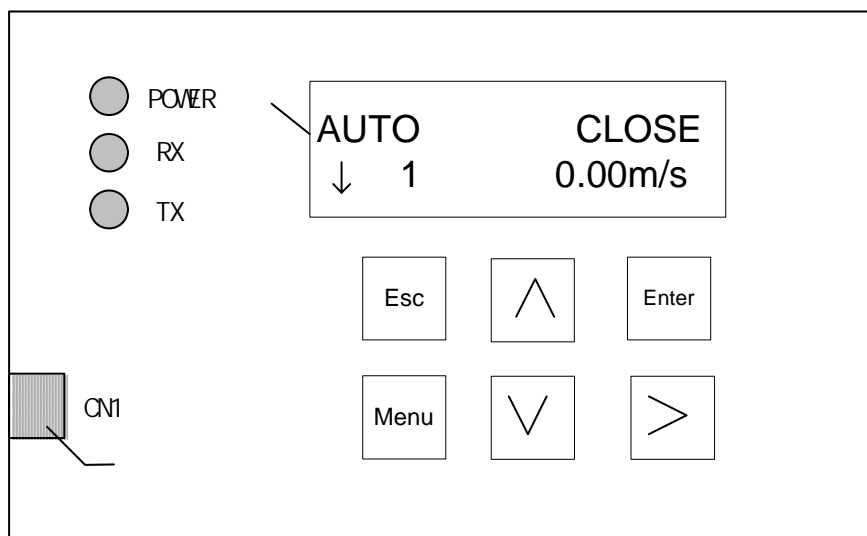 POWER
RX
TX
AUTO CLOSE
↓ 1 0.00m/s
Esc ∧ Enter
CN1
Menu ∨ >